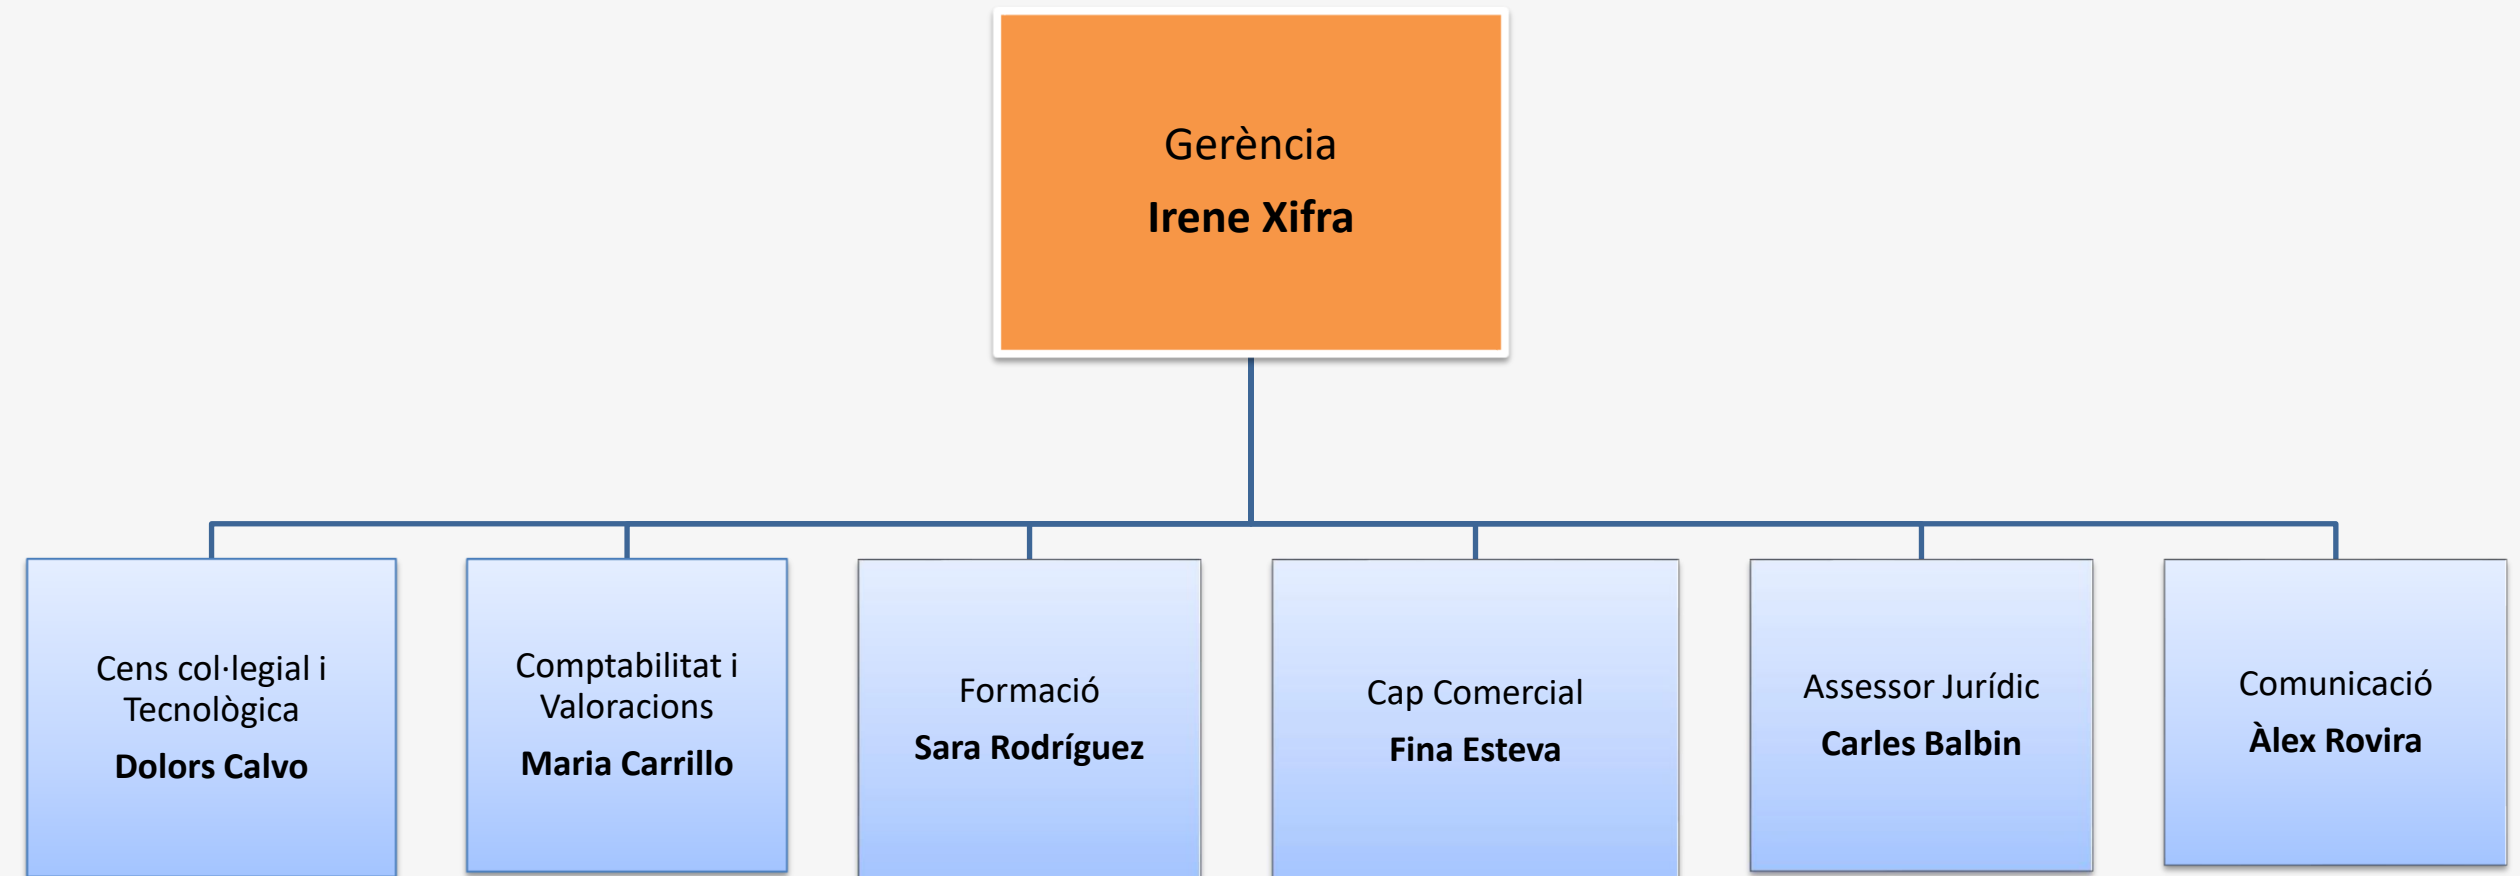 Gerència
Irene Xifra
Cens col·legial i
Tecnològica
Dolors Calvo
Comptabilitat i
Valoracions
Maria Carrillo
Formació
Sara Rodríguez
Cap Comercial
Fina Esteva
Assessor Jurídic
Carles Balbin
Comunicació
Àlex Rovira